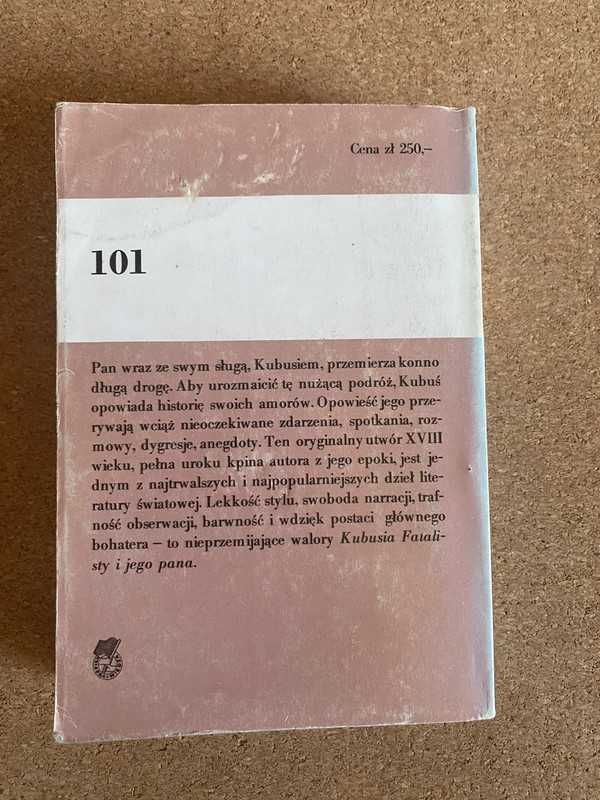 Cena zł 250,–
101
Pan wraz ze swym sługą, Kubusiem, przemierza konno
długą drogę. Aby urozmaicić tę nużącą podróż, Kubuś
opowiada historię swoich amorów. Opowieść jego prze-
rywają wciąż nieoczekiwane zdarzenia, spotkania, roz-
mowy, dygresje, anegdoty. Ten oryginalny utwór XVIII
wieku, pełna uroku kpina autora z jego epoki, jest je-
dnym z najtrwalszych i najpopularniejszych dzieł lite-
ratury światowej. Lekkość stylu, swoboda narracji, traf-
ność obserwacji, barwność i wdzięk postaci głównego
bohatera – to nieprzemijające walory Kubusia Fatali-
sty i jego pana.